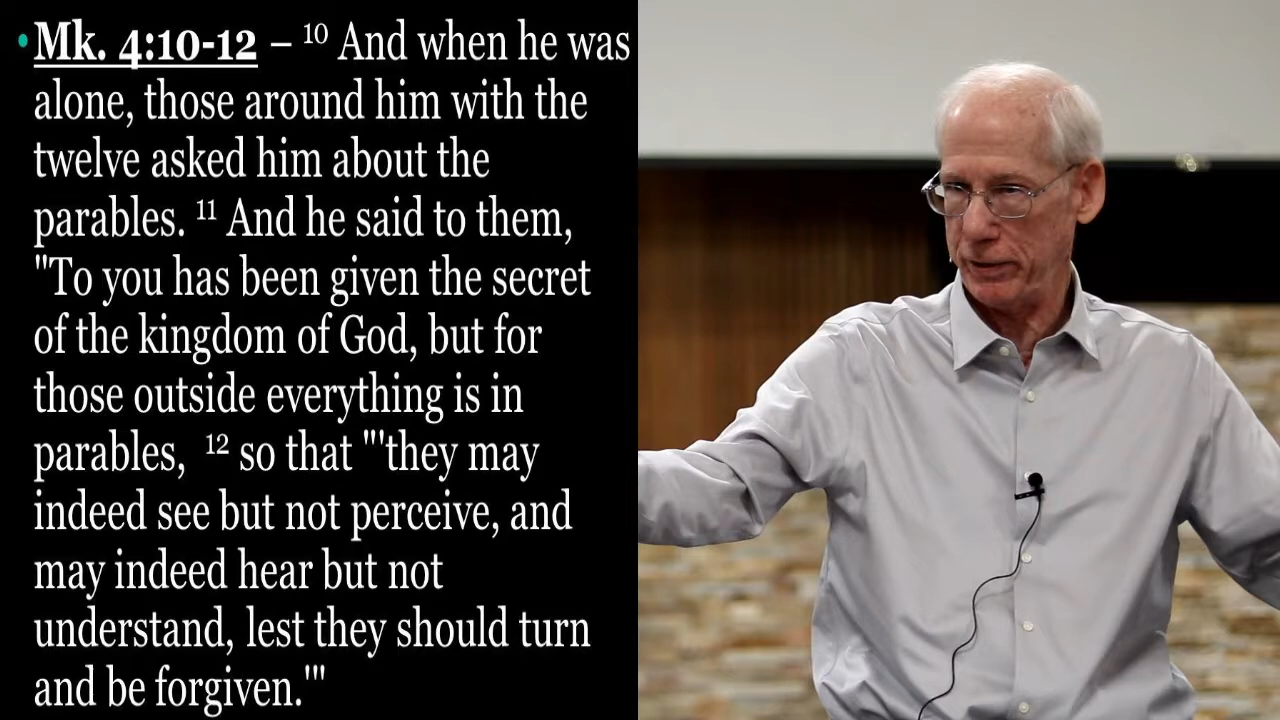 • Mk. 4:10-12 – ¹⁰ And when he was
alone, those around him with the
twelve asked him about the
parables. ¹¹ And he said to them,
"To you has been given the secret
of the kingdom of God, but for
those outside everything is in
parables, ¹² so that "'they may
indeed see but not perceive, and
may indeed hear but not
understand, lest they should turn
and be forgiven.'"